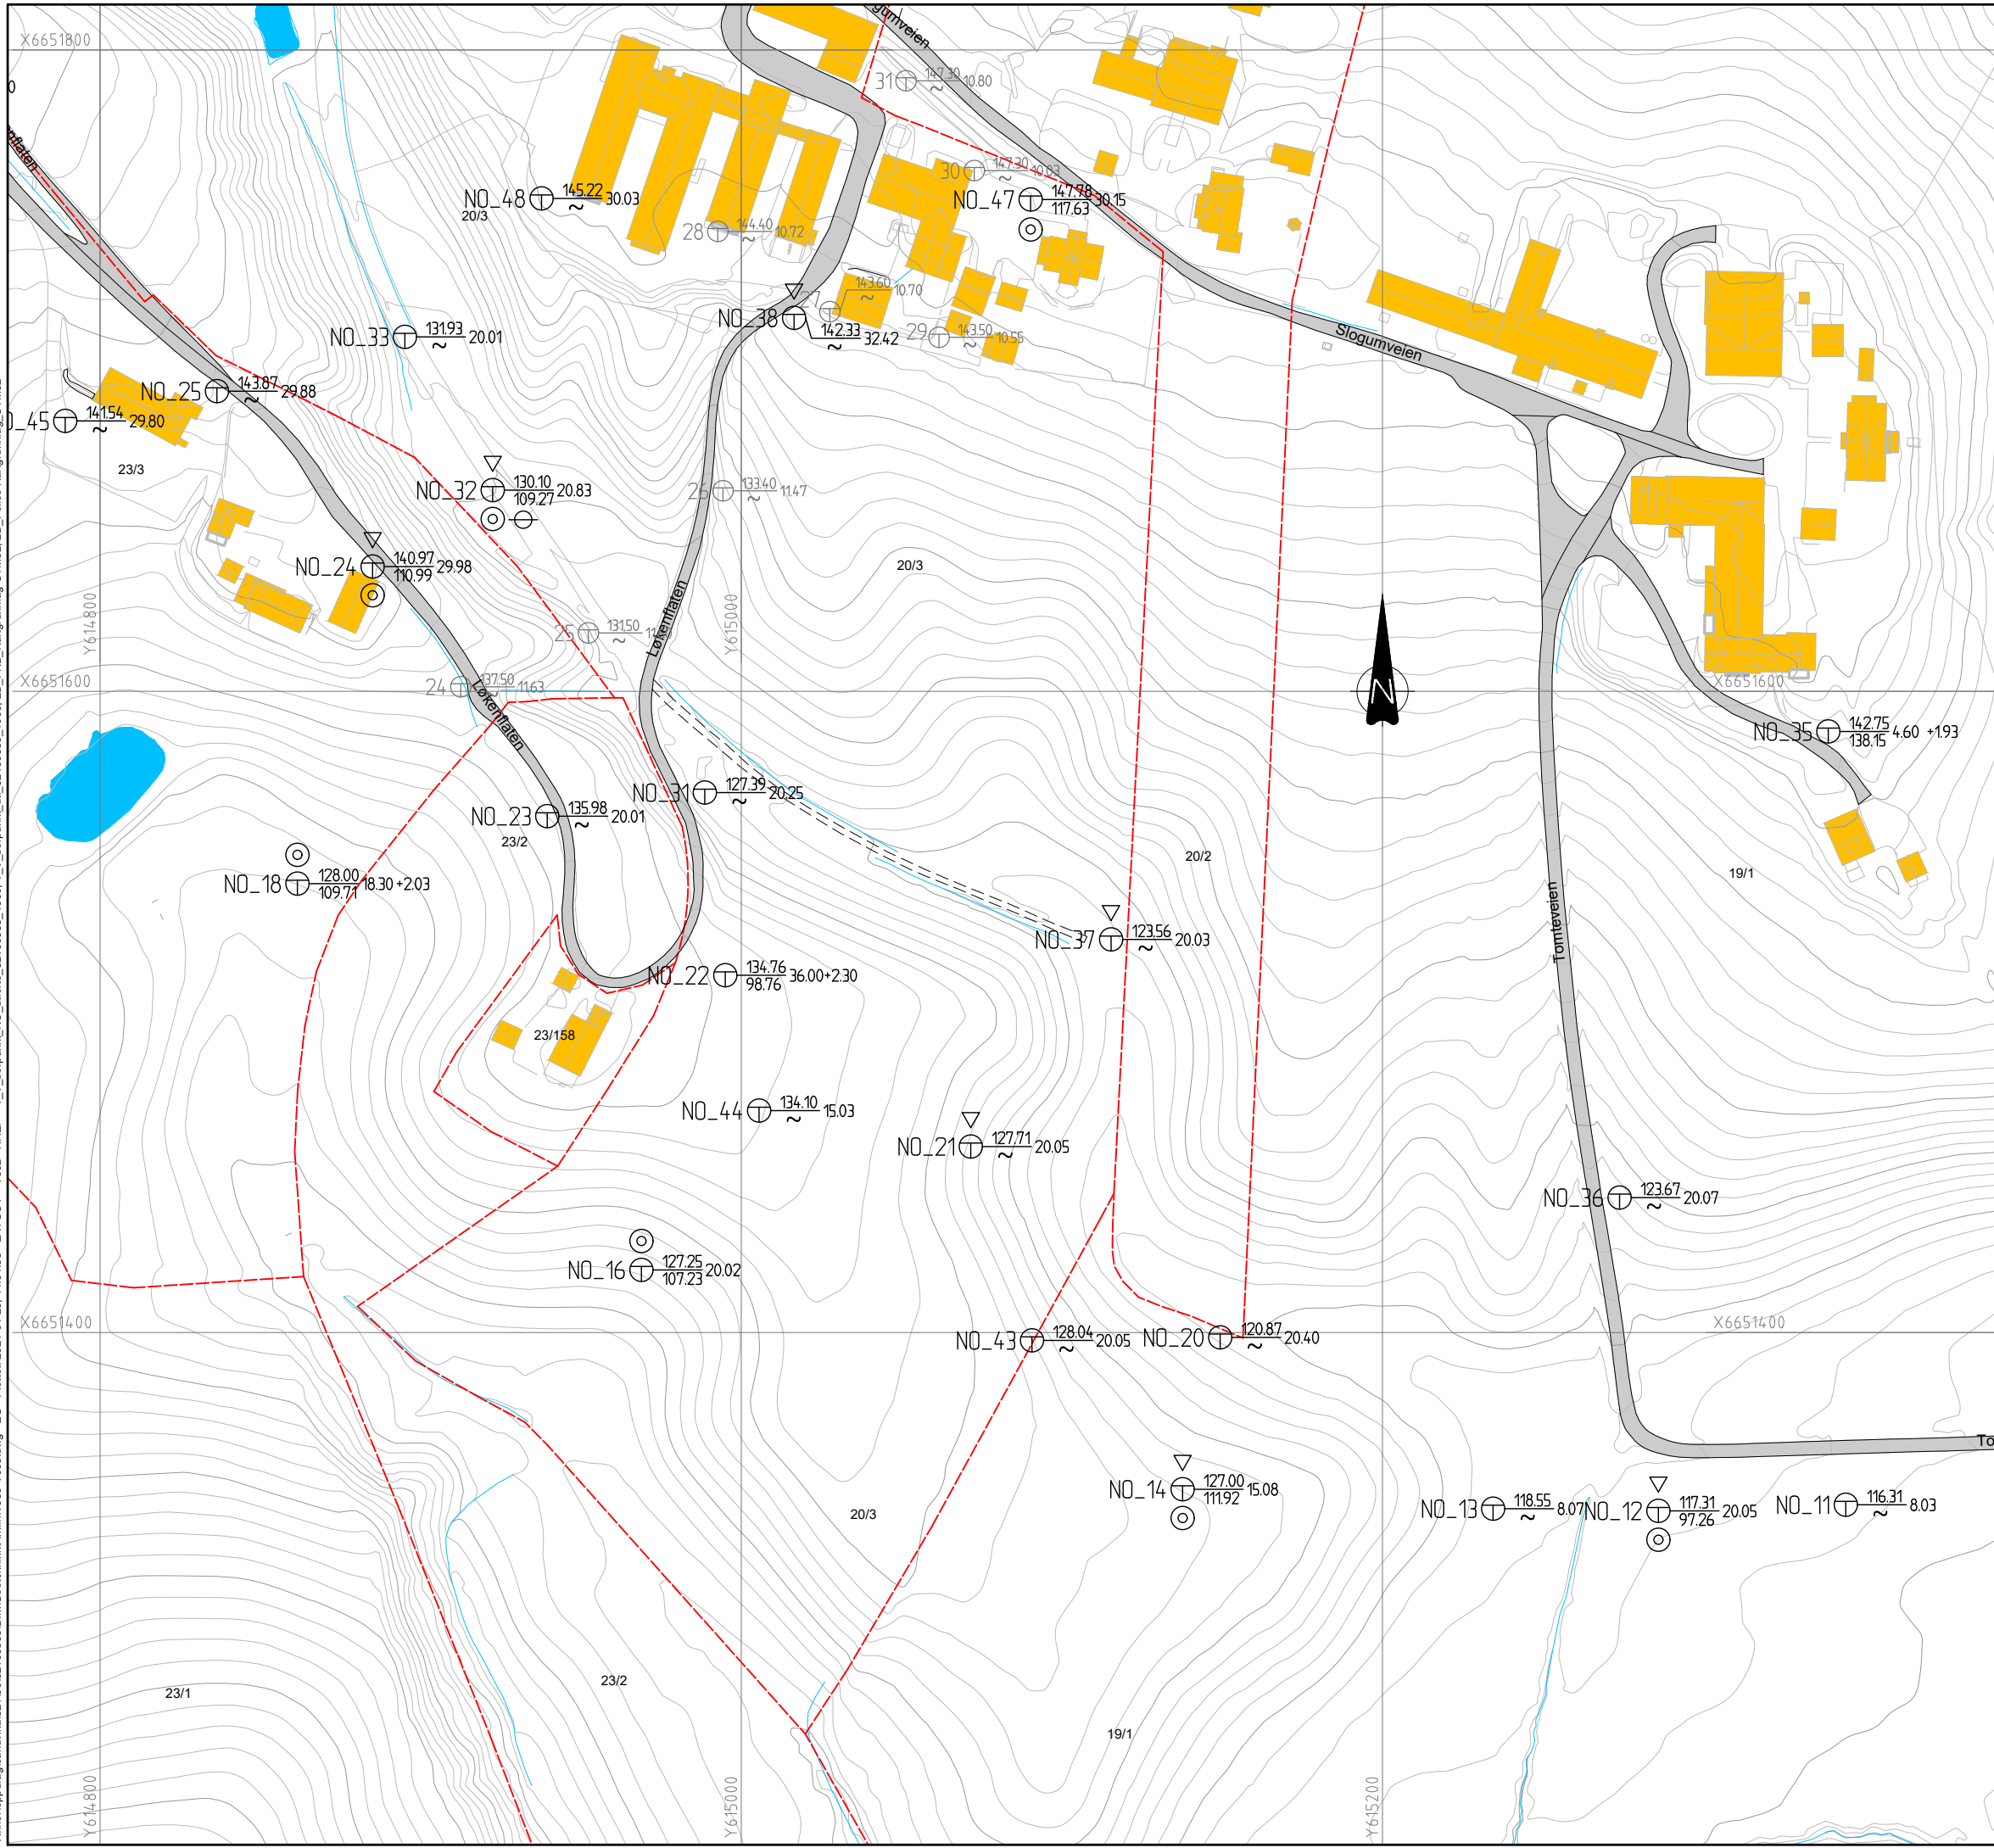 gumveien
X6651800
31 147.30 ~ 10.80
0
enflaten
30 147.30 ~ 10.03
NO_48 145.22 ~ 30.03
20/3
NO_47 147.78 117.63 30.15
28 144.40 ~ 10.72
27 143.60 ~ 10.70
NO_38 142.33 ~ 32.42
29 143.50 ~ 10.55
NO_33 131.93 ~ 20.01
Slogumveien
NO_25 143.87 ~ 29.88
_45 141.54 ~ 29.80
23/3
NO_32 130.10 109.27 20.83
26 133.40 ~ 11.47
NO_24 140.97 110.99 29.98
20/3
Y614800
Y615000
Løkenflaten
25 131.50 ~
X6651600
24 137.50 ~ 11.63
Løkenflaten
N
X6651600
NO_35 142.75 138.15 4.60 +1.93
NO_31 127.39 ~ 20.25
NO_23 135.98 ~ 20.01
23/2
20/2
19/1
NO_18 128.00 109.71 18.30 +2.03
Tomteveien
NO_37 123.56 ~ 20.03
NO_22 134.76 98.76 36.00+2.30
23/158
NO_44 134.10 ~ 15.03
NO_21 127.71 ~ 20.05
NO_36 123.67 ~ 20.07
NO_16 127.25 107.23 20.02
X6651400
NO_43 128.04 ~ 20.05
NO_20 120.87 ~ 20.40
X6651400
To
NO_14 127.00 111.92 15.08
NO_13 118.55 ~ 8.07
NO_12 117.31 97.26 20.05
NO_11 116.31 ~ 8.03
20/3
23/2
23/1
19/1
Y614800
Y615000
Y615200